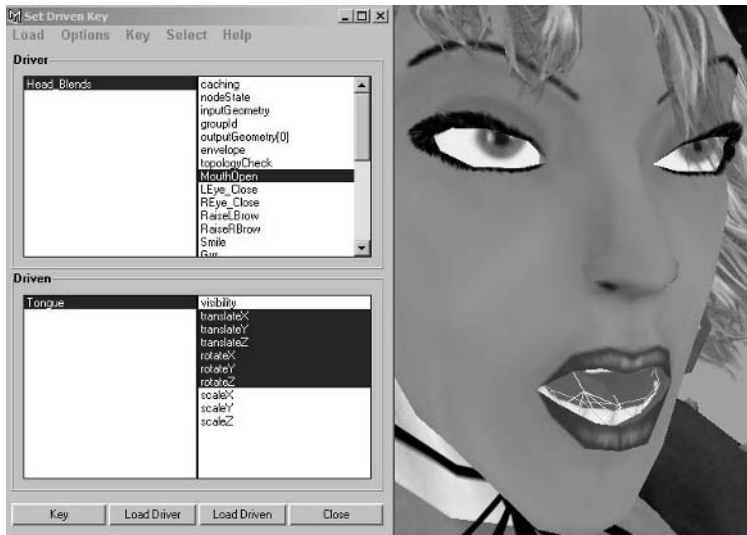 Set Driven Key
Load Options Key Select Help
Driver
Head_Blends
caching
nodeState
inputGeometry
groupId
outputGeometry[0]
envelope
topologyCheck
MouthOpen
LEye_Close
REye_Close
RaiseLBrow
RaiseRBrow
Smile
Grr
Driven
Tongue
visibility
translateX
translateY
translateZ
rotateX
rotateY
rotateZ
scaleX
scaleY
scaleZ
Key Load Driver Load Driven Close